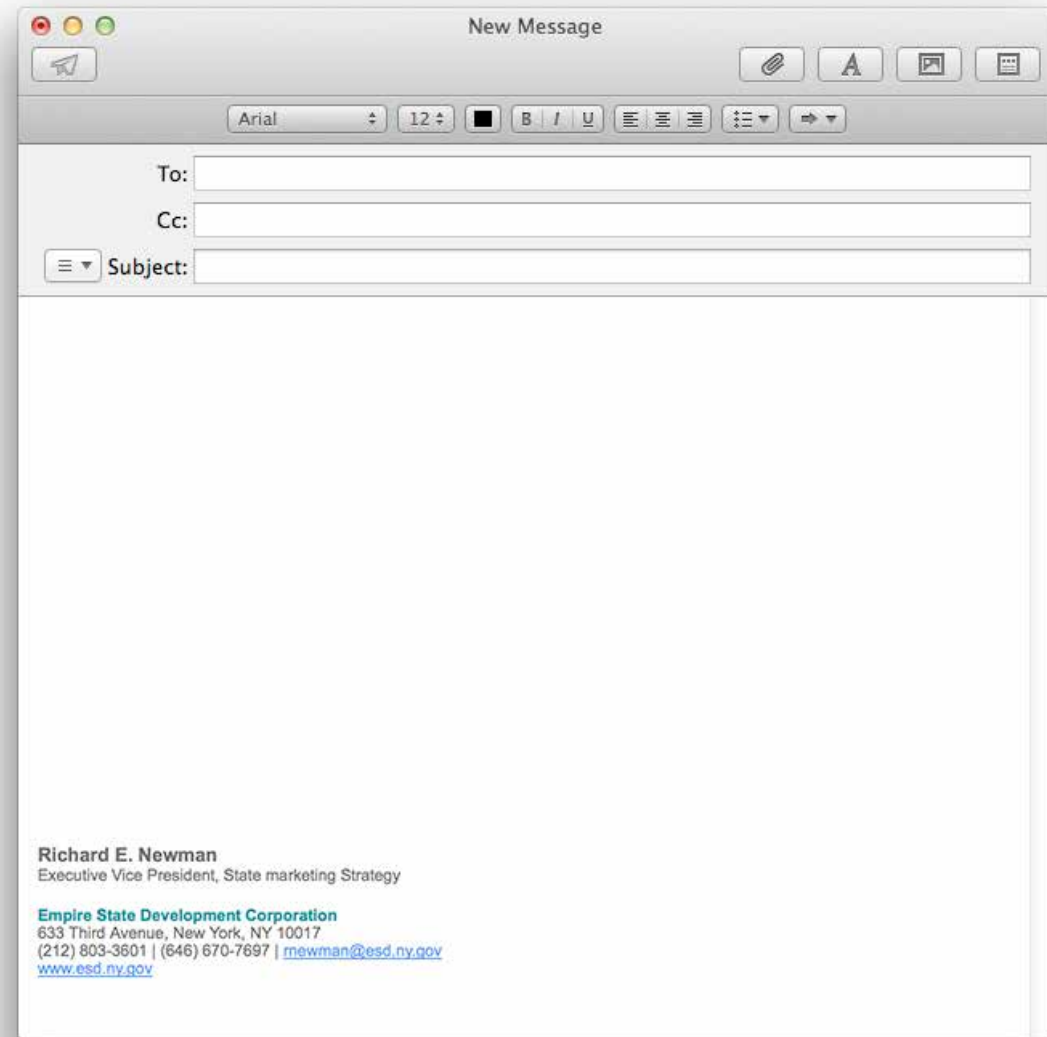 New Message
Arial 12 B I U
To:
Cc:
Subject:
Richard E. Newman
Executive Vice President, State marketing Strategy
Empire State Development Corporation
633 Third Avenue, New York, NY 10017
(212) 803-3601 | (646) 670-7697 | rnewman@esd.ny.gov
www.esd.ny.gov